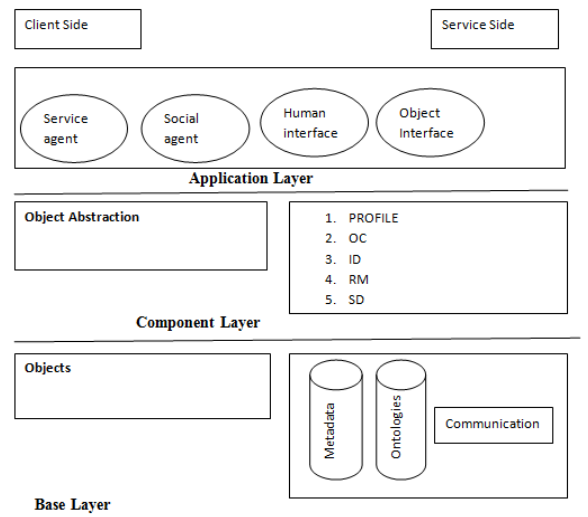 Client Side
Service Side
Service
agent
Social
agent
Human
interface
Object
Interface
Application Layer
Object Abstraction
1. PROFILE
2. OC
3. ID
4. RM
5. SD
Component Layer
Objects
Metadata
Ontologies
Communication
Base Layer